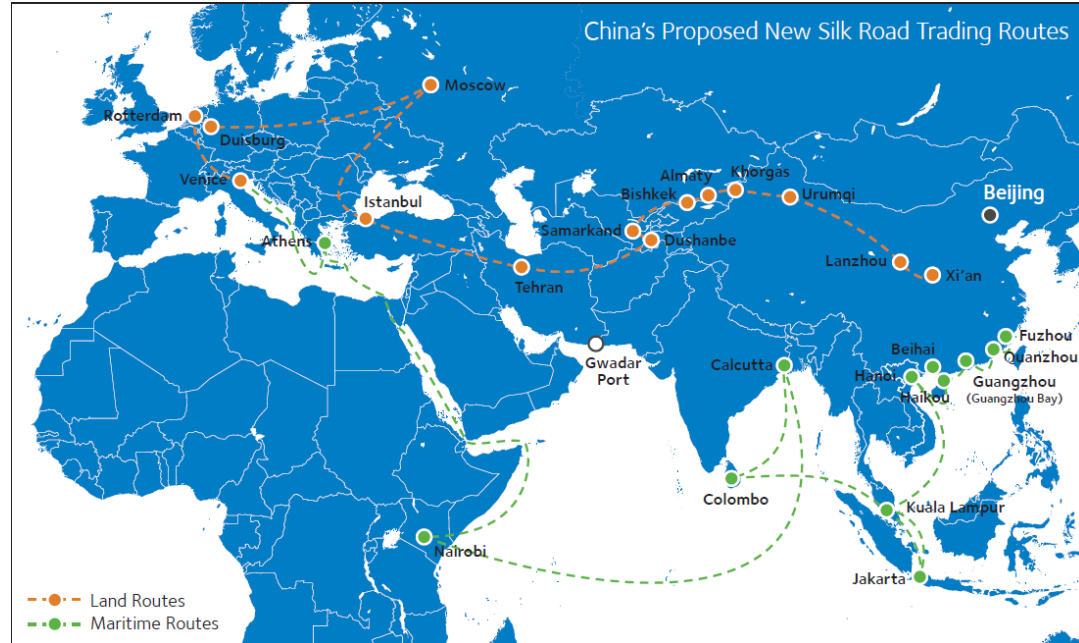 China's Proposed New Silk Road Trading Routes
Moscow
Rotterdam
Duisburg
Venice
Istanbul
Athens
Almaty
Khorgas
Bishkek
Urumqi
Beijing
Samarkand
Dushanbe
Tehran
Lanzhou
Xi'an
Gwadar
Port
Calcutta
Fuzhou
Beihai
Quanzhou
Hanoi
Guangzhou
Haikou
(Guangzhou Bay)
Colombo
Kuala Lampur
Nairobi
Jakarta
Land Routes
Maritime Routes